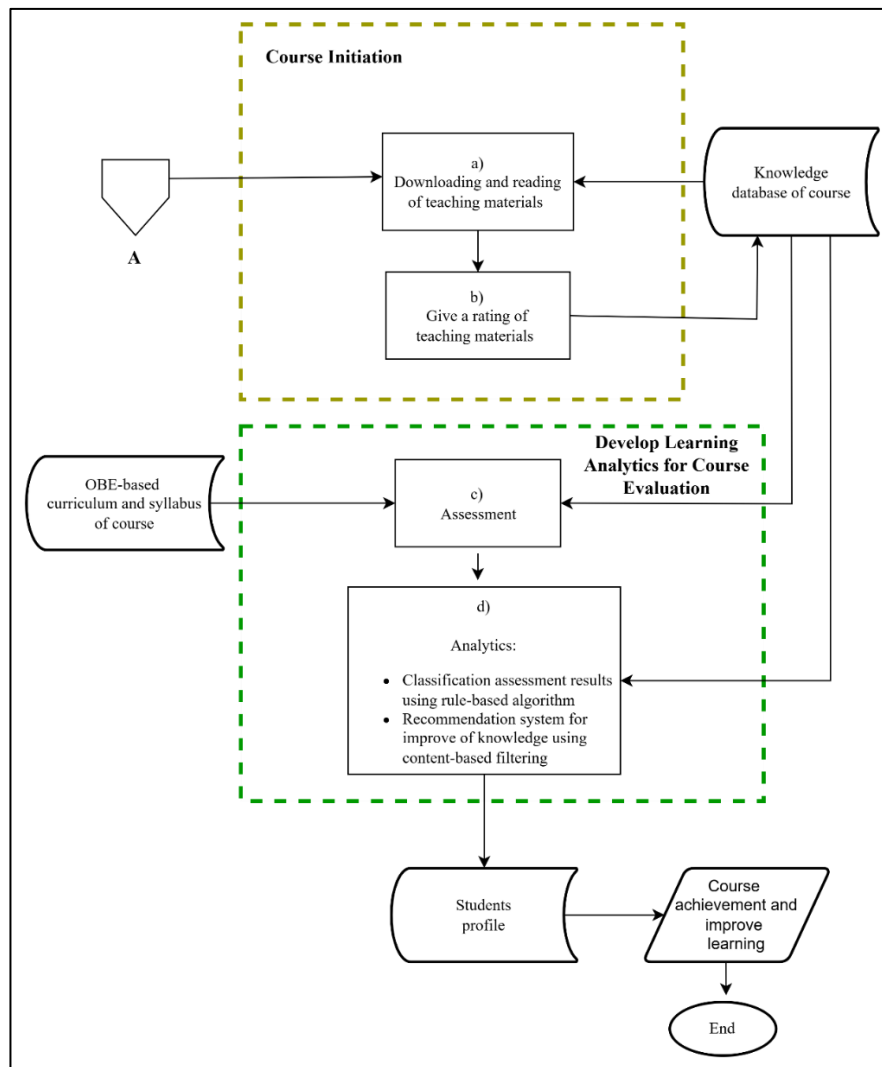 Course Initiation
a)
Downloading and reading
of teaching materials
Knowledge
database of course
A
b)
Give a rating of
teaching materials
Develop Learning
Analytics for Course
Evaluation
OBE-based
curriculum and syllabus
of course
c)
Assessment
d)
Analytics:
• Classification assessment results
using rule-based algorithm
• Recommendation system for
improve of knowledge using
content-based filtering
Students
profile
Course
achievement and
improve
learning
End